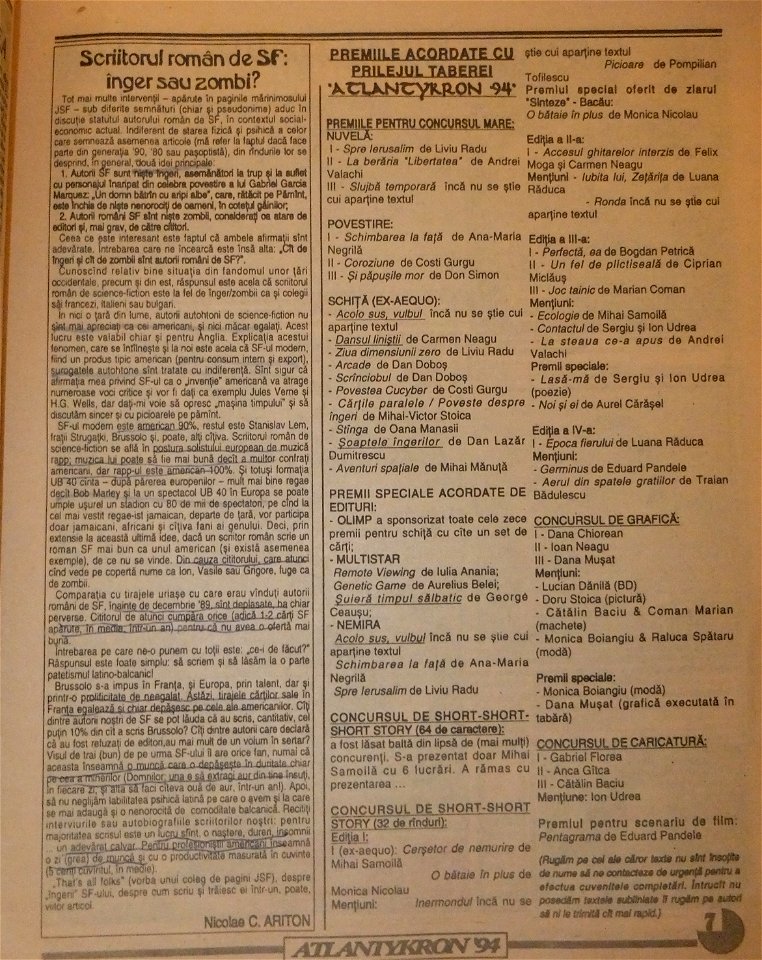 Scriitorul român de SF:
înger sau zombi?
Tot mai multe intervenții – apărute în paginile mărinimosului
JSF – sub diferite semnături (chiar și pseudonime) aduc în
discuție statutul autorului român de SF, în contextul social-
economic actual. Indiferent de starea fizică și psihică a celor
care semnează asemenea articole (mă refer la faptul dacă face
parte din generația '90, '80 sau pașoptistă), din rîndurile lor se
desprind, în general, două idei principale:
1. Autorii SF sunt niște îngeri, asemănători la trup și la suflet
cu personajul înaripat din celebra povestire a lui Gabriel Garcia
Marquez: „Un domn bătrîn cu aripi albe", care, rătăcit pe Pămînt,
este închis de niște nenorociți de oameni, în cotețul găinilor;
2. Autorii români SF sînt niște zombii, considerați ca atare de
editori și, mai grav, de către cititori.
Ceea ce este interesant este faptul că ambele afirmații sînt
adevărate. Întrebarea care ne încearcă este însă alta: „Cît de
îngeri și cît de zombii sînt autorii români de SF?".
Cunoscînd relativ bine situația din fandomul unor țări
occidentale, precum și din est, răspunsul este acela că scriitorii
români de science-fiction este la fel de înger/zombi ca și colegii
săi francezi, italieni sau bulgari.
În nici o țară din lume, autorii autohtoni de science-fiction nu
sînt mai apreciați ca cei americani, și nici măcar egalați. Acest
lucru este valabil chiar și pentru Anglia. Explicația acestui
fenomen, care se înfîinește și la noi este acela că SF-ul modern,
fiind un produs tipic american (pentru consum intern și export),
surogatele autohtone sînt tratate cu indiferență. Sînt sigur că
afirmația mea privind SF-ul ca o „invenție" americană va atrage
numeroase voci critice și vor fi dați ca exemplu Jules Verne și
H.G. Wells, dar dați-mi voie să opresc „mașina timpului" și să
discutăm sincer și cu picioarele pe pămînt.
SF-ul modern este american 90%, restul este Stanislav Lem,
frații Strugatki, Brussolo și, poate, alți cîțiva. Scriitorul român de
science-fiction se află în postura solistului european de muzică
rapp; muzica lui poate să fie mai bună decît a multor confrați
americani, dar rapp-ul este american 100%. Și totuși formația
UB 40 cinta – după părerea europenilor – mult mai bine regae
decît Bob Marley și la un spectacol UB 40 în Europa se poate
umple ușurel un stadion cu 80 de mii de spectatori, pe cînd la
cel mai vestit regae-ist jamaican, departe de țară, vor participa
doar jamaicani, africani și cîțiva fani ai genului. Deci, prin
extensie la această ultimă idee, dacă un scriitor român scrie un
roman SF mai bun ca unul american (și există asemenea
exemple), de ce nu se vinde. Din cauza cititorului, care atunci
cînd vede pe copertă nume ca Ion, Vasile sau Grigore, fuge ca
de zombii.
Comparația cu tirajele uriașe cu care erau vînduți autorii
români de SF, înainte de decembrie '89, sînt deplasate, ba chiar
perverse. Cititorul de atunci cumpăra orice (adică 1-2 cărți SF
apărute, în medie, într-un an) pentru că nu avea o ofertă mai
bună.
Întrebarea pe care ne-o punem cu toții este: „ce-i de făcut?"
Răspunsul este foate simplu: să scriem și să lăsăm la o parte
patetismul latino-balcanic!
Brussolo s-a impus în Franța, și Europa, prin talent, dar și
printr-o prolificitate de neegalat. Astăzi, tirajele cărților sale în
Franța egalează și chiar depășesc pe cele ale americanilor. Cîți
dintre autorii noștri de SF se pot lăuda că au scris, cantitativ, cel
puțin 10% din cît a scris Brussolo? Cîți dintre autorii care declară
că au fost refuzați de editori,au mai mult de un volum în sertar?
Visul de trai (bun) de pe urma SF-ului îl are orice fan, numai că
aceasta înseamnă o muncă care o depășește în duritate chiar
pe cea a minerilor (Domnilor, una e să extragi aur din tine însuți,
în fiecare zi, și alta să faci cîteva ouă de aur, într-un an!). Apoi,
să nu neglijăm labilitatea psihică latină pe care o avem și la care
se mai adaugă și o nenorocită de comoditate balcanică. Recitiți
interviurile sau autobiografiile scriitorilor noștri: pentru
majoritatea scrisul este un lucru sfint, o naștere, dureri, insomnii
... un adevărat calvar. Pentru profesioniștii americani înseamnă
o zi (grea) de muncă și cu o productivitate masurată în cuvinte
(5 cenți cuvintul, în medie).
„That's all folks" (vorba unui coleg de pagini JSF), despre
„îngerii" SF-ului, despre cum scriu și trăiesc ei într-un, poate,
viitor articol.
Nicolae C. ARITON
PREMIILE ACORDATE CU
PRILEJUL TABEREI
"ATLANTYKRON 94"
PREMIILE PENTRU CONCURSUL MARE:
NUVELĂ:
I - Spre Ierusalim de Liviu Radu
II - La berăria "Libertatea" de Andrei
Valachi
III - Slujbă temporară încă nu se știe
cui aparține textul
POVESTIRE:
I - Schimbarea la față de Ana-Maria
Negrilă
II - Coroziune de Costi Gurgu
III - Și păpușile mor de Don Simon
SCHIȚĂ (EX-AEQUO):
- Acolo sus, vulbul încă nu se știe cui
aparține textul
- Dansul liniștii de Carmen Neagu
- Ziua dimensiunii zero de Liviu Radu
- Arcade de Dan Doboș
- Scrînciobul de Dan Doboș
- Povestea Cucyber de Costi Gurgu
- Cărțile paralele / Poveste despre
îngeri de Mihai-Victor Stoica
- Stînga de Oana Manasii
- Șoaptele îngerilor de Dan Lazăr
Dumitrescu
- Aventuri spațiale de Mihai Mănuță
PREMII SPECIALE ACORDATE DE
EDITURI:
- OLIMP a sponsorizat toate cele zece
premii pentru schiță cu cîte un set de
cărți;
- MULTISTAR
Remote Viewing de Iulia Anania;
Genetic Game de Aurelius Belei;
Șuieră timpul sălbatic de George
Ceaușu;
- NEMIRA
Acolo sus, vulbul încă nu se știe cui
aparține textul
Schimbarea la față de Ana-Maria
Negrilă
Spre Ierusalim de Liviu Radu
CONCURSUL DE SHORT-SHORT-
SHORT STORY (64 de caractere):
a fost lăsat baltă din lipsă de (mai mulți)
concurenți. S-a prezentat doar Mihai
Samoilă cu 6 lucrări. A rămas cu
prezentarea ...
CONCURSUL DE SHORT-SHORT
STORY (32 de rînduri):
Ediția I:
I (ex-aequo): Cerșetor de nemurire de
Mihai Samoilă
O bătaie în plus de
Monica Nicolau
Mențiuni: Inermondul încă nu se
știe cui aparține textul
Picioare de Pompilian
Tofilescu
Premiul special oferit de ziarul
"Sinteze" - Bacău:
O bătaie în plus de Monica Nicolau
Ediția a II-a:
I - Accesul ghitarelor interzis de Felix
Moga și Carmen Neagu
Mențiuni - Iubita lui, Zețărița de Luana
Răduca
- Ronda încă nu se știe cui
aparține textul
Ediția a III-a:
I - Perfectă, ea de Bogdan Petrică
II - Un fel de plictiseală de Ciprian
Miclăuș
III - Joc tainic de Marian Coman
Mențiuni:
- Ecologie de Mihai Samoilă
- Contactul de Sergiu și Ion Udrea
- La steaua ce-a apus de Andrei
Valachi
Premii speciale:
- Lasă-mă de Sergiu și Ion Udrea
(poezie)
- Noi și ei de Aurel Cărășel
Ediția a IV-a:
I - Epoca fierului de Luana Răduca
Mențiuni:
- Germinus de Eduard Pandele
- Aerul din spatele gratiilor de Traian
Bădulescu
CONCURSUL DE GRAFICĂ:
I - Dana Chiorean
II - Ioan Neagu
III - Dana Mușat
Mențiuni:
- Lucian Dănilă (BD)
- Doru Stoica (pictură)
- Cătălin Baciu & Coman Marian
(machete)
- Monica Boiangiu & Raluca Spătaru
(modă)
Premii speciale:
- Monica Boiangiu (modă)
- Dana Mușat (grafică executată în
tabără)
CONCURSUL DE CARICATURĂ:
I - Gabriel Florea
II - Anca Gîlca
III - Cătălin Baciu
Mențiune: Ion Udrea
Premiul pentru scenariu de film:
Pentagrama de Eduard Pandele
(Rugăm pe cei ale căror texte nu sînt însoțite
de nume să ne contacteze de urgență pentru a
efectua cuvenitele completări. Întrucît nu
posedăm textele subliniate îi rugăm pe autori
să ni le trimită cît mai rapid.)
7
ATLANTYKRON '94